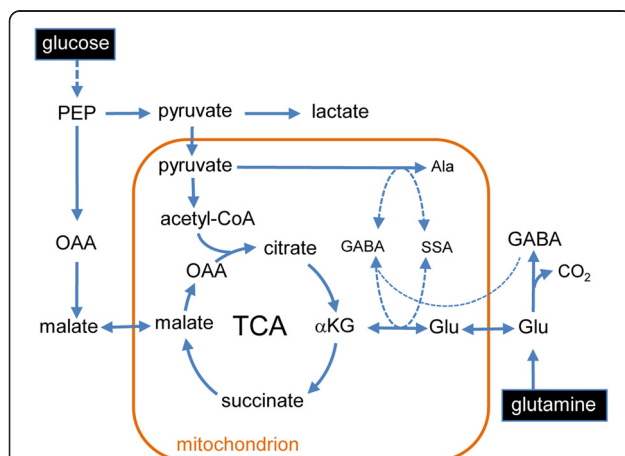 glucose
PEP pyruvate lactate
pyruvate Ala
acetyl-CoA
OAA citrate GABA SSA GABA
OAA CO₂
malate malate TCA αKG Glu Glu
succinate glutamine
mitochondrion